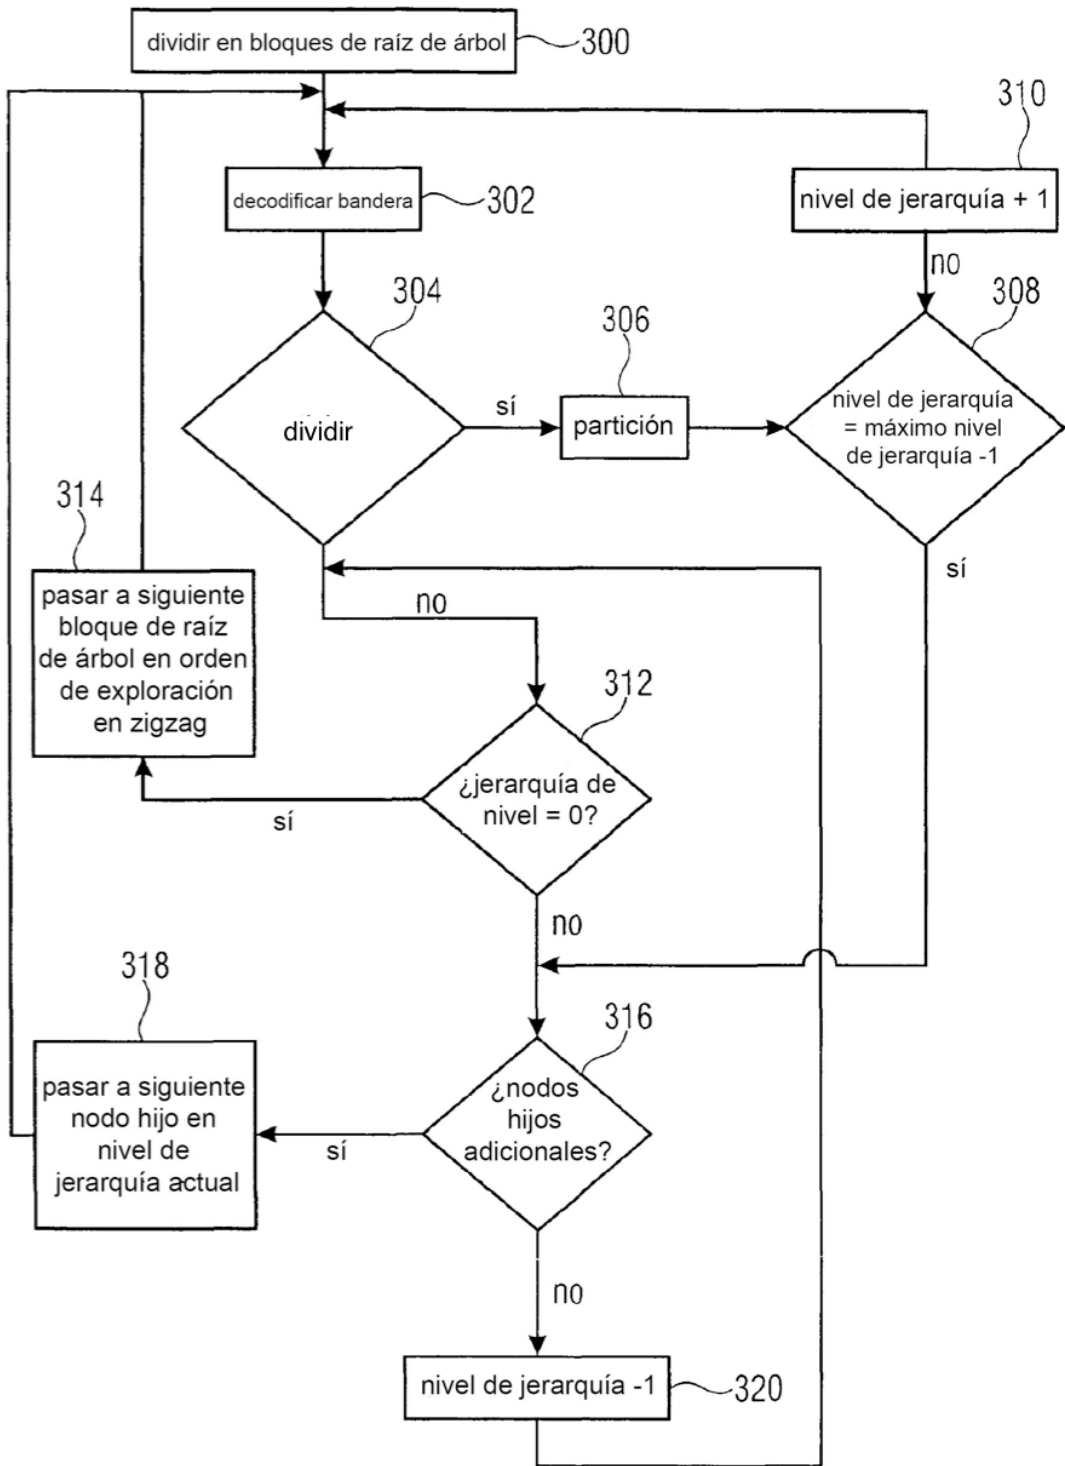 dividir en bloques de raíz de árbol
300
310
decodificar bandera
302
nivel de jerarquía + 1
no
304
306
308
dividir
sí
partición
nivel de jerarquía
= máximo nivel
de jerarquía -1
314
sí
pasar a siguiente
bloque de raíz
de árbol en orden
de exploración
en zigzag
no
312
¿jerarquía de
nivel = 0?
sí
no
318
316
pasar a siguiente
nodo hijo en
nivel de
jerarquía actual
sí
¿nodos
hijos
adicionales?
no
nivel de jerarquía -1
320